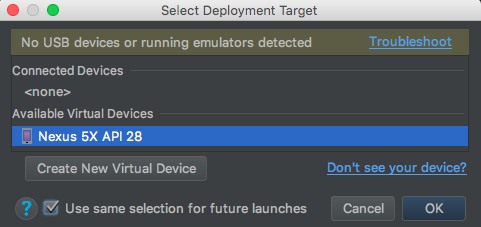 Select Deployment Target
No USB devices or running emulators detected Troubleshoot
Connected Devices
<none>
Available Virtual Devices
Nexus 5X API 28
Create New Virtual Device Don't see your device?
? Use same selection for future launches Cancel OK